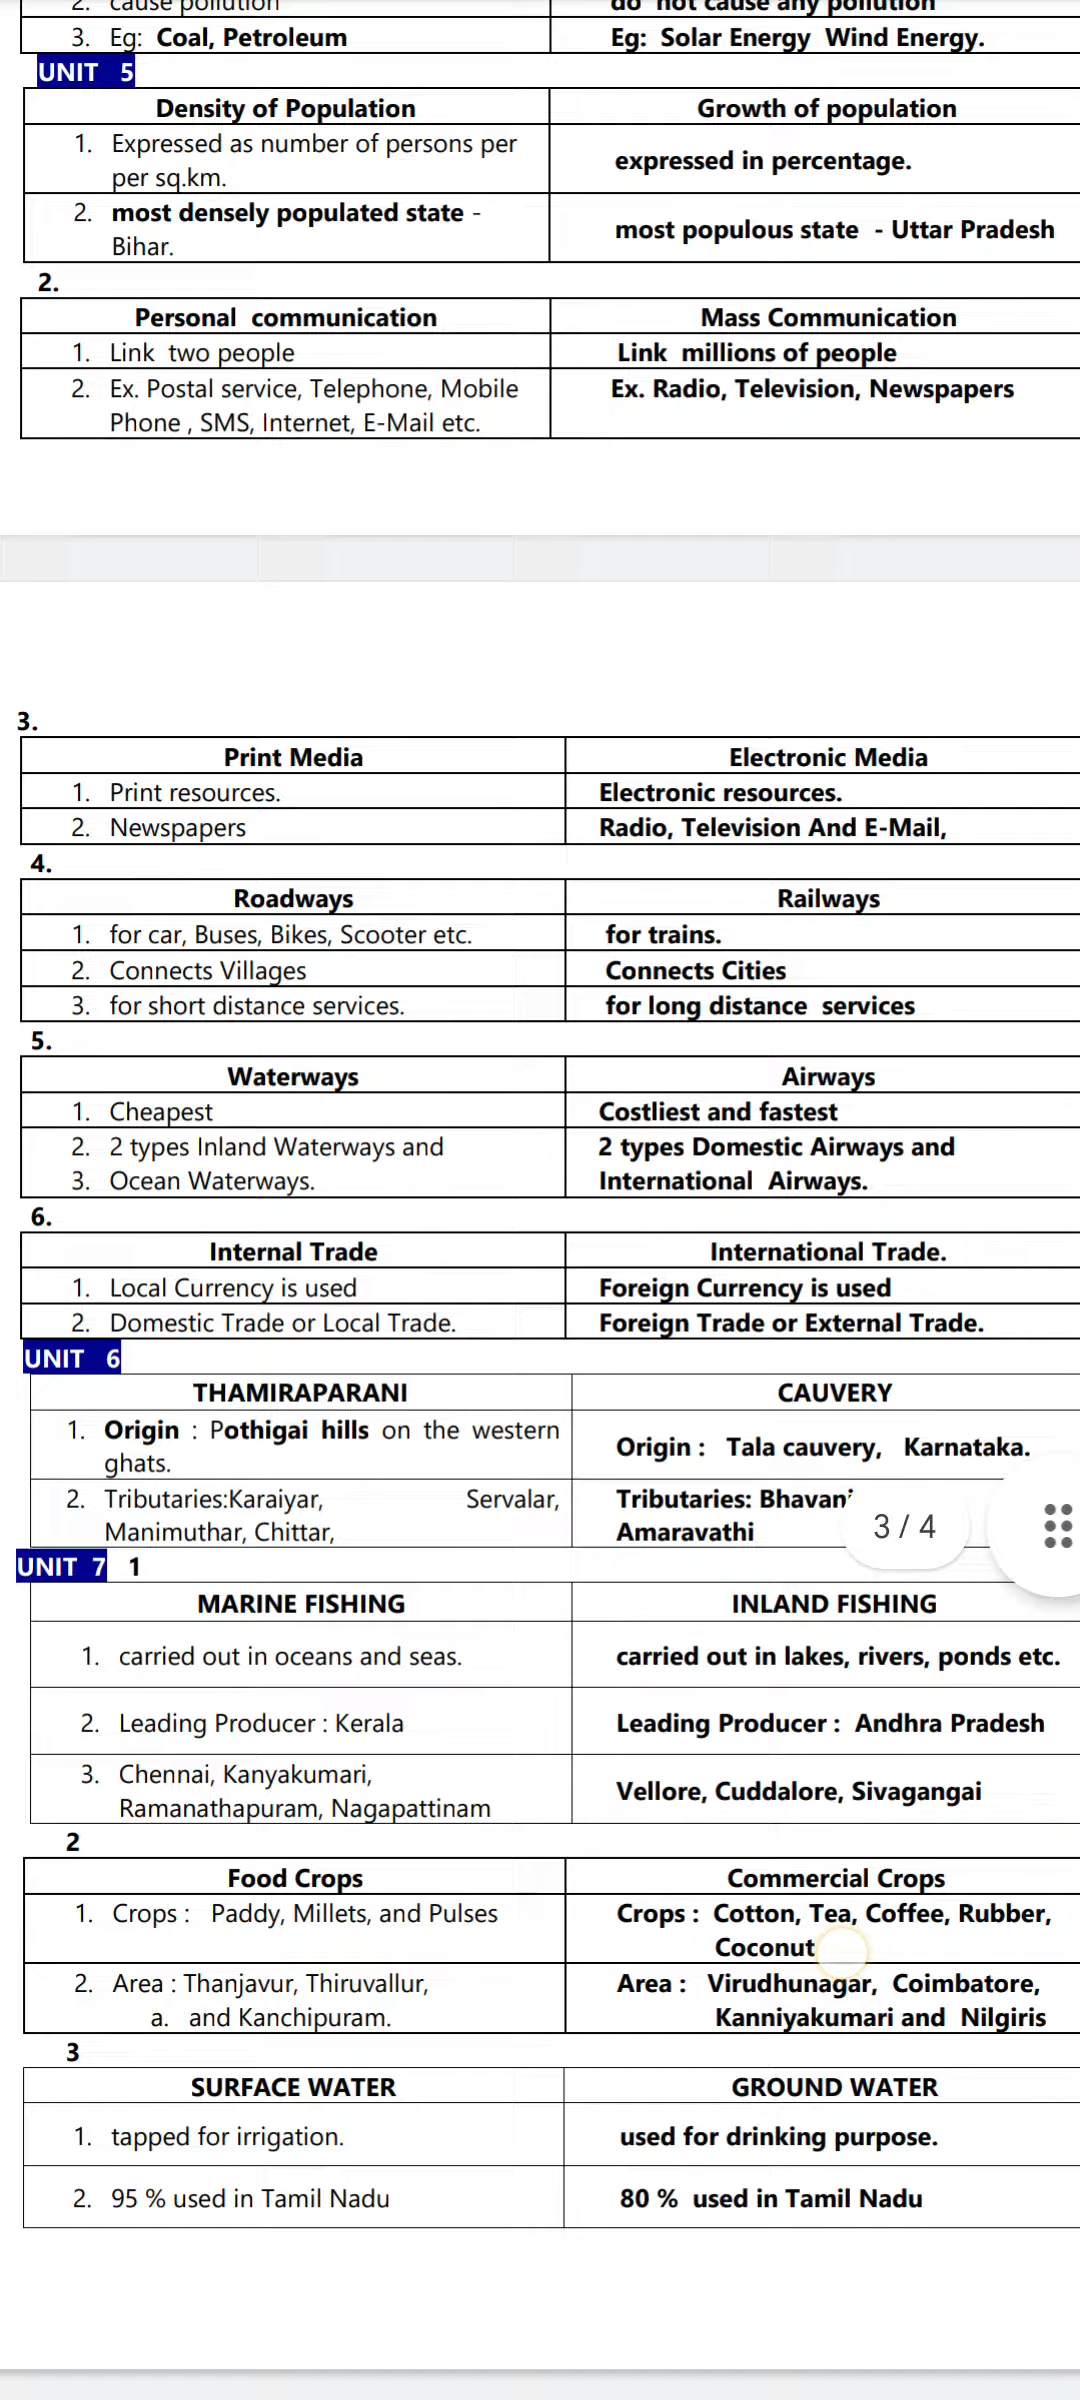 2. cause pollution do not cause any pollution
3. Eg: Coal, Petroleum Eg: Solar Energy Wind Energy.
UNIT 5
Density of Population Growth of population
1. Expressed as number of persons per
per sq.km. expressed in percentage.
2. most densely populated state -
Bihar. most populous state - Uttar Pradesh
2.
Personal communication Mass Communication
1. Link two people Link millions of people
2. Ex. Postal service, Telephone, Mobile Ex. Radio, Television, Newspapers
Phone , SMS, Internet, E-Mail etc.
3.
Print Media Electronic Media
1. Print resources. Electronic resources.
2. Newspapers Radio, Television And E-Mail,
4.
Roadways Railways
1. for car, Buses, Bikes, Scooter etc. for trains.
2. Connects Villages Connects Cities
3. for short distance services. for long distance services
5.
Waterways Airways
1. Cheapest Costliest and fastest
2. 2 types Inland Waterways and 2 types Domestic Airways and
3. Ocean Waterways. International Airways.
6.
Internal Trade International Trade.
1. Local Currency is used Foreign Currency is used
2. Domestic Trade or Local Trade. Foreign Trade or External Trade.
UNIT 6
THAMIRAPARANI CAUVERY
1. Origin : Pothigai hills on the western
ghats. Origin : Tala cauvery, Karnataka.
2. Tributaries:Karaiyar, Servalar, Tributaries: Bhavani
Manimuthar, Chittar, Amaravathi
3 / 4
UNIT 7 1
MARINE FISHING INLAND FISHING
1. carried out in oceans and seas. carried out in lakes, rivers, ponds etc.
2. Leading Producer : Kerala Leading Producer : Andhra Pradesh
3. Chennai, Kanyakumari,
Ramanathapuram, Nagapattinam Vellore, Cuddalore, Sivagangai
2
Food Crops Commercial Crops
1. Crops : Paddy, Millets, and Pulses Crops : Cotton, Tea, Coffee, Rubber,
Coconut
2. Area : Thanjavur, Thiruvallur, Area : Virudhunagar, Coimbatore,
a. and Kanchipuram. Kanniyakumari and Nilgiris
3
SURFACE WATER GROUND WATER
1. tapped for irrigation. used for drinking purpose.
2. 95 % used in Tamil Nadu 80 % used in Tamil Nadu